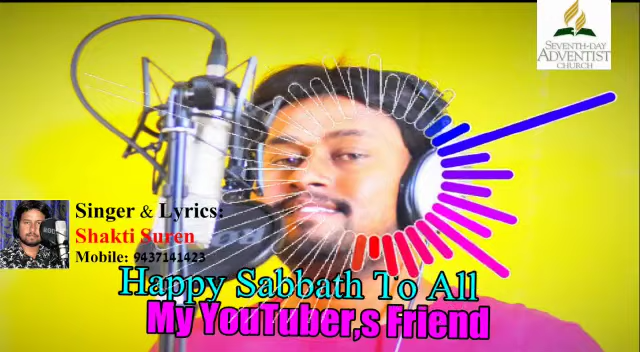 SEVENTH-DAY
ADVENTIST
CHURCH
Singer & Lyrics:
Shakti Suren
Mobile: 9437141423
Happy Sabbath To All
My YouTuber,s Friend